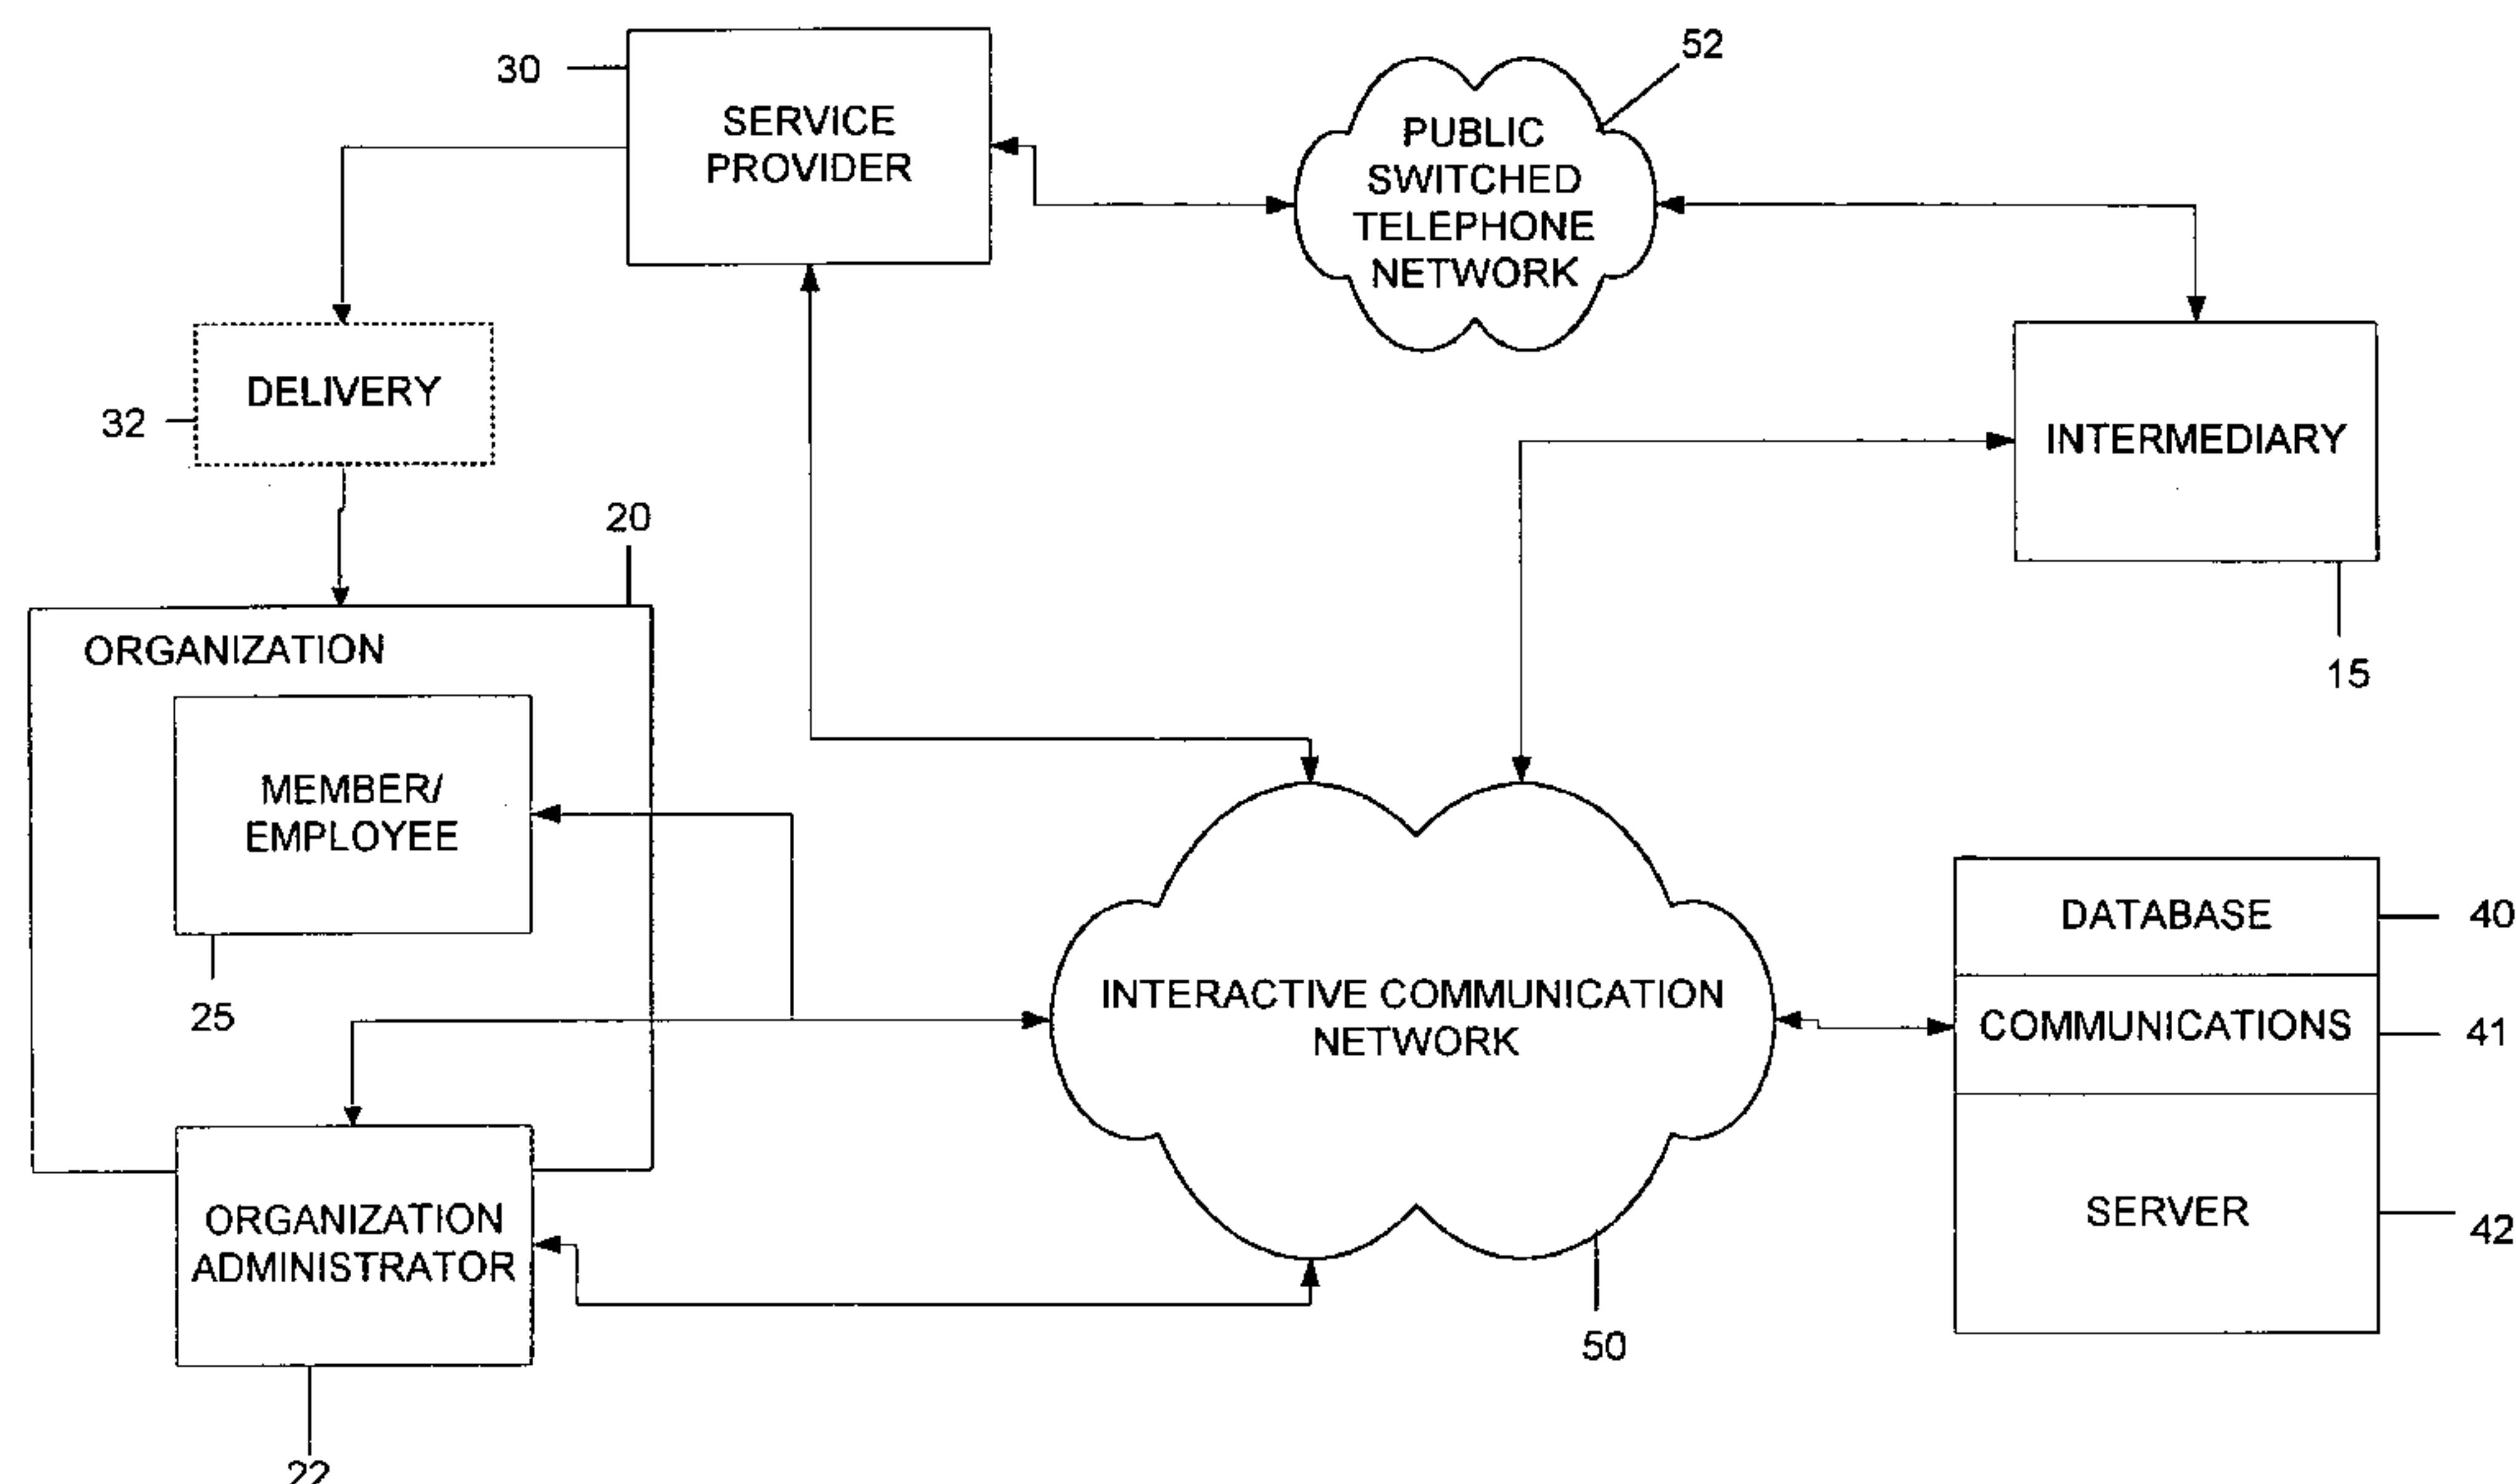 30
SERVICE
PROVIDER
52
PUBLIC
SWITCHED
TELEPHONE
NETWORK
DELIVERY
32
INTERMEDIARY
15
20
ORGANIZATION
MEMBER/
EMPLOYEE
25
INTERACTIVE COMMUNICATION
NETWORK
50
DATABASE
40
COMMUNICATIONS
41
SERVER
42
ORGANIZATION
ADMINISTRATOR
22